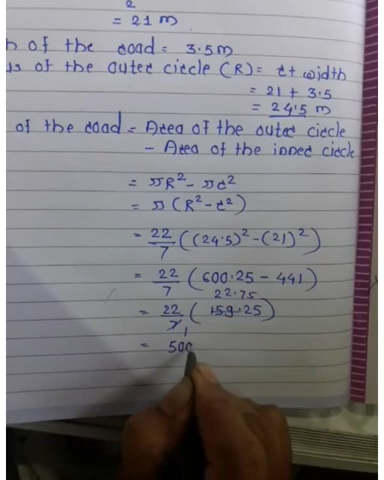 2
= 21 m
of the road = 3.5m
of the outer circle (R) = r + width
= 21 + 3.5
= 24.5 m
of the road = Area of the outer circle
- Area of the inner circle
= πR² - πr²
= π (R² - r²)
= 22/7 ((24.5)² - (21)²)
= 22/7 (600.25 - 441)
22.75
= 22/7 (159.25)
1
= 500